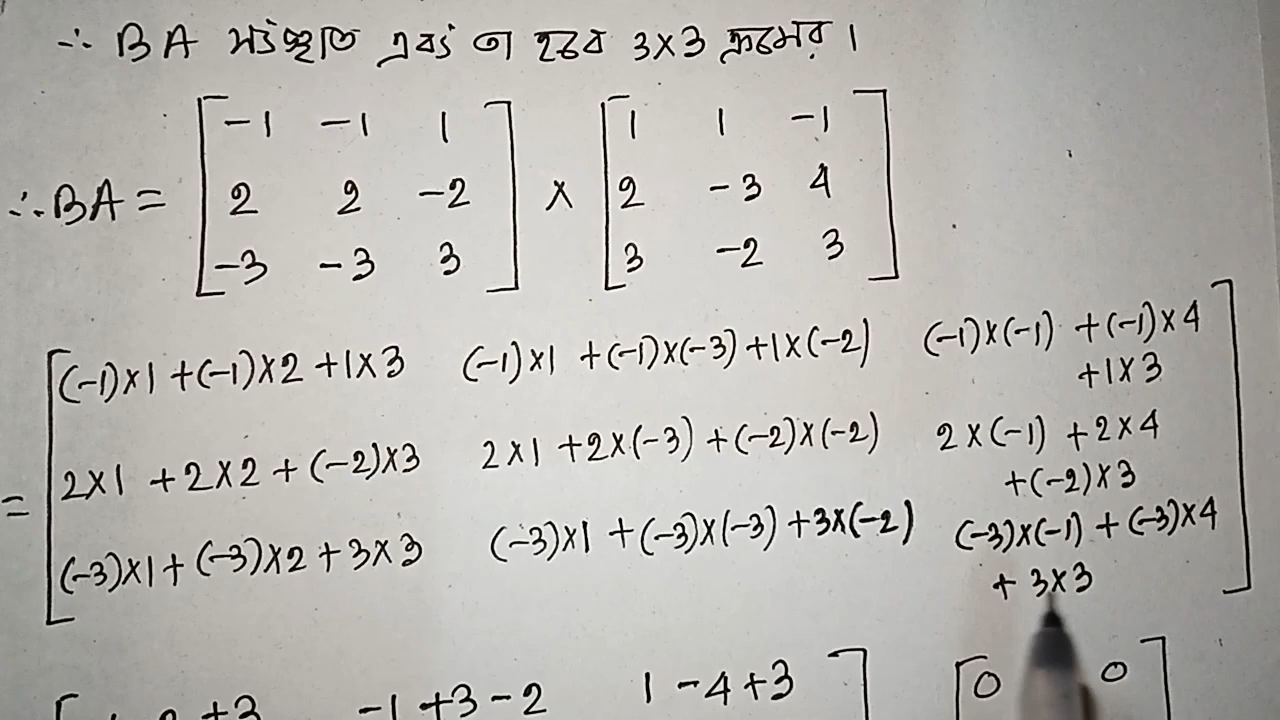 ∴ BA সংজ্ঞাত এবং তা হবে 3×3 ক্রমের ।
∴ BA = [ -1 -1 1 ] × [ 1 1 -1 ]
2 2 -2 2 -3 4
-3 -3 3 3 -2 3
(-1)×1 + (-1)×2 + 1×3 (-1)×1 + (-1)×(-3) + 1×(-2) (-1)×(-1) + (-1)×4
+1×3
= 2×1 + 2×2 + (-2)×3 2×1 + 2×(-3) + (-2)×(-2) 2×(-1) + 2×4
+(-2)×3
(-3)×1 + (-3)×2 + 3×3 (-3)×1 + (-3)×(-3) + 3×(-2) (-3)×(-1) + (-3)×4
+ 3×3
+3 -1+3-2 1-4+3 ] [ 0 0 ]